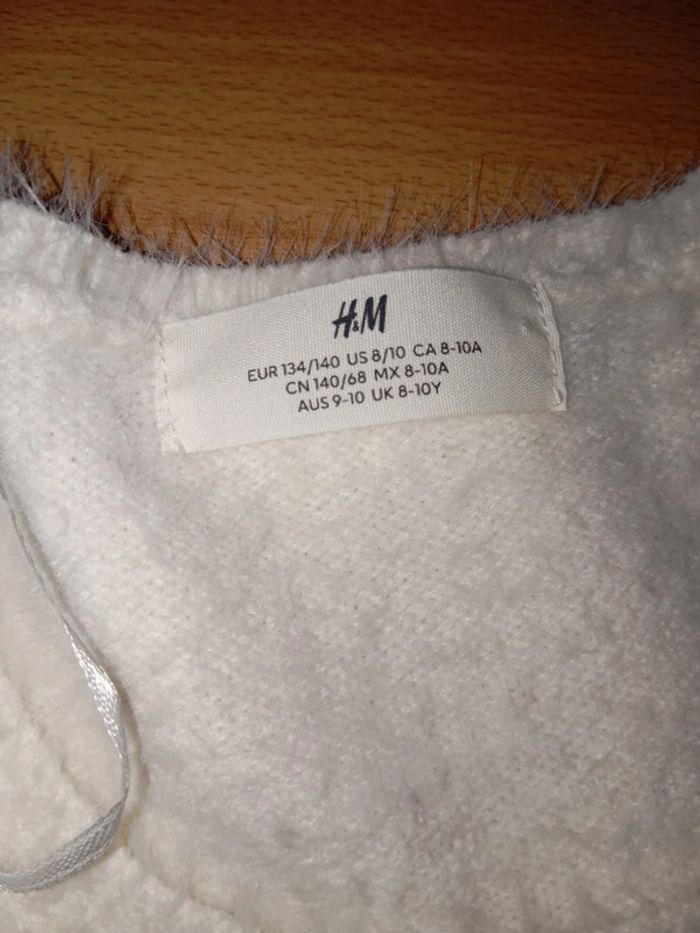 H&M
EUR 134/140 US 8/10 CA 8-10A
CN 140/68 MX 8-10A
AUS 9-10 UK 8-10Y